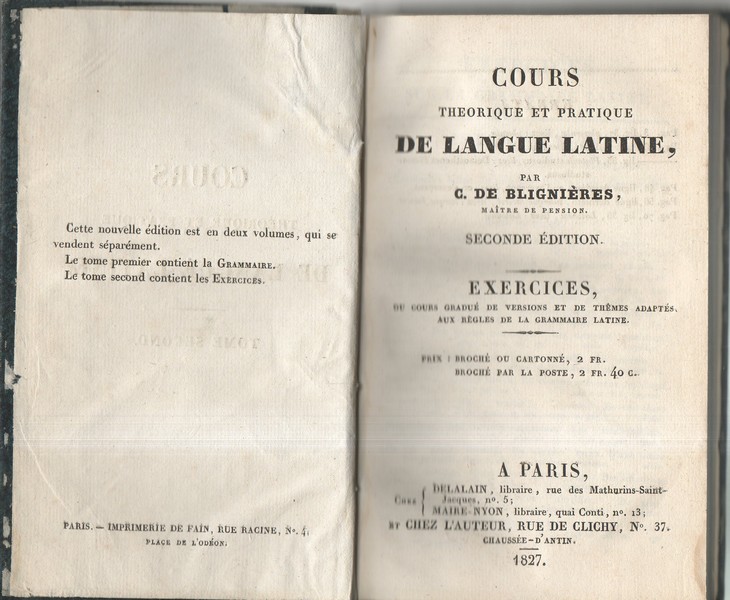 Cette nouvelle édition est en deux volumes, qui se
vendent séparément.
Le tome premier contient la GRAMMAIRE.
Le tome second contient les EXERCICES.
PARIS. — IMPRIMERIE DE FAIN, RUE RACINE, No. 4,
PLACE DE L'ODÉON.
COURS
THEORIQUE ET PRATIQUE
DE LANGUE LATINE,
PAR
C. DE BLIGNIÈRES,
MAÎTRE DE PENSION.
SECONDE ÉDITION.
EXERCICES,
OU COURS GRADUÉ DE VERSIONS ET DE THÊMES ADAPTÉS
AUX RÈGLES DE LA GRAMMAIRE LATINE.
PRIX : BROCHÉ OU CARTONNÉ, 2 FR.
BROCHÉ PAR LA POSTE, 2 FR. 40 C.
A PARIS,
CHEZ
DELALAIN, libraire, rue des Mathurins-Saint-
Jacques, no. 5;
MAIRE-NYON, libraire, quai Conti, no. 13;
ET CHEZ L'AUTEUR, RUE DE CLICHY, No. 37.
CHAUSSÉE-D'ANTIN.
1827.